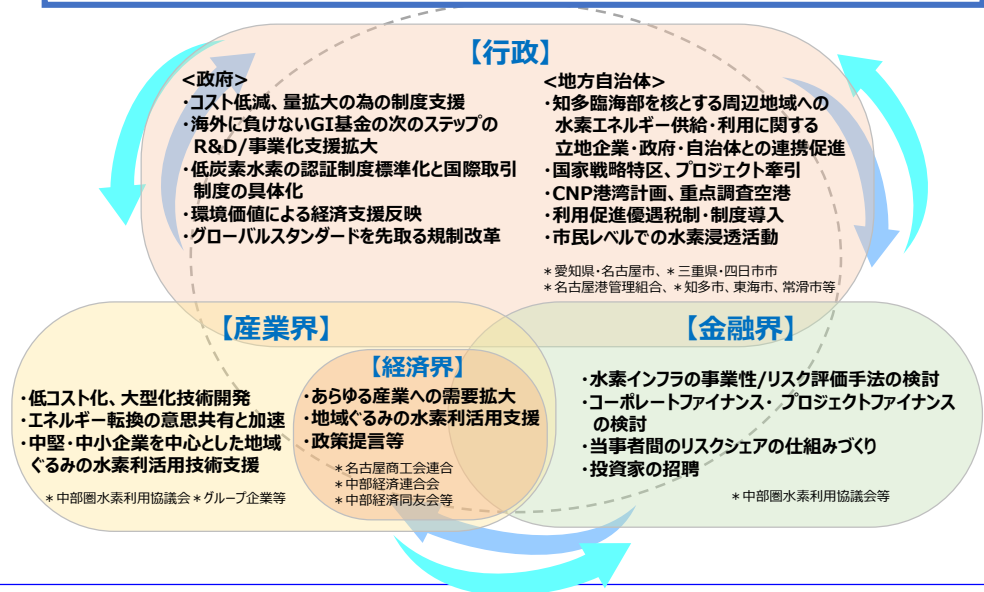 【行政】
<政府>
・コスト低減、量拡大の為の制度支援
・海外に負けないGI基金の次のステップの
R&D/事業化支援拡大
・低炭素水素の認証制度標準化と国際取引
制度の具体化
・環境価値による経済支援反映
・グローバルスタンダードを先取る規制改革
<地方自治体>
・知多臨海部を核とする周辺地域への
水素エネルギー供給・利用に関する
立地企業・政府・自治体との連携促進
・国家戦略特区、プロジェクト牽引
・CNP港湾計画、重点調査空港
・利用促進優遇税制・制度導入
・市民レベルでの水素浸透活動
＊愛知県・名古屋市、＊三重県・四日市市
＊名古屋港管理組合、＊知多市、東海市、常滑市等
【産業界】
・低コスト化、大型化技術開発
・エネルギー転換の意思共有と加速
・中堅・中小企業を中心とした地域
ぐるみの水素利活用技術支援
＊中部圏水素利用協議会＊グループ企業等
【経済界】
・あらゆる産業への需要拡大
・地域ぐるみの水素利活用支援
・政策提言等
＊名古屋商工会連合
＊中部経済連合会
＊中部経済同友会等
【金融界】
・水素インフラの事業性/リスク評価手法の検討
・コーポレートファイナンス・ プロジェクトファイナンス
の検討
・当事者間のリスクシェアの仕組みづくり
・投資家の招聘
＊中部圏水素利用協議会等